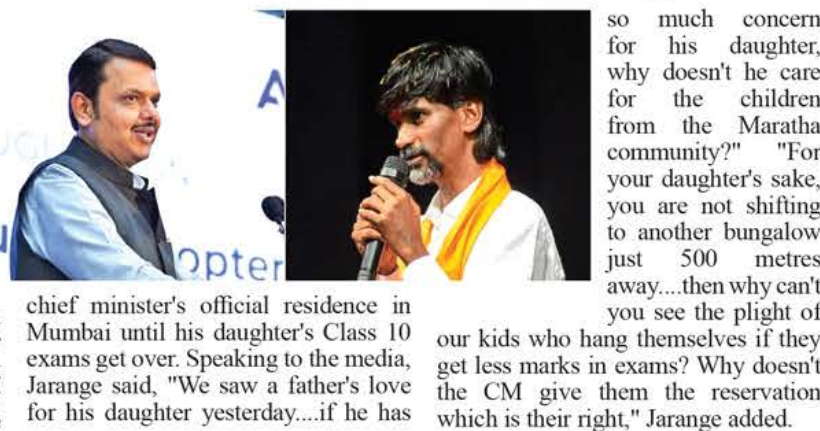 chief minister's official residence in
Mumbai until his daughter's Class 10
exams get over. Speaking to the media,
Jarange said, "We saw a father's love
for his daughter yesterday....if he has
so much concern
for his daughter,
why doesn't he care
for the children
from the Maratha
community?" "For
your daughter's sake,
you are not shifting
to another bungalow
just 500 metres
away....then why can't
you see the plight of
our kids who hang themselves if they
get less marks in exams? Why doesn't
the CM give them the reservation
which is their right," Jarange added.
opter